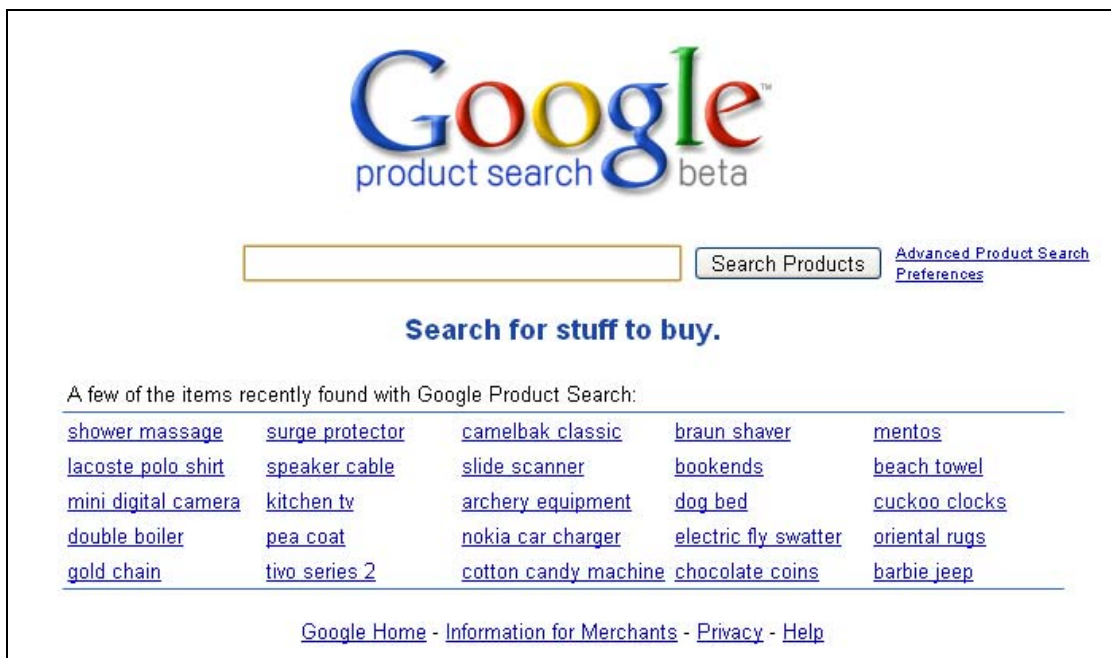 Google™
product search beta
Search Products
Advanced Product Search
Preferences
Search for stuff to buy.
A few of the items recently found with Google Product Search:
shower massage surge protector camelbak classic braun shaver mentos
lacoste polo shirt speaker cable slide scanner bookends beach towel
mini digital camera kitchen tv archery equipment dog bed cuckoo clocks
double boiler pea coat nokia car charger electric fly swatter oriental rugs
gold chain tivo series 2 cotton candy machine chocolate coins barbie jeep
Google Home - Information for Merchants - Privacy - Help